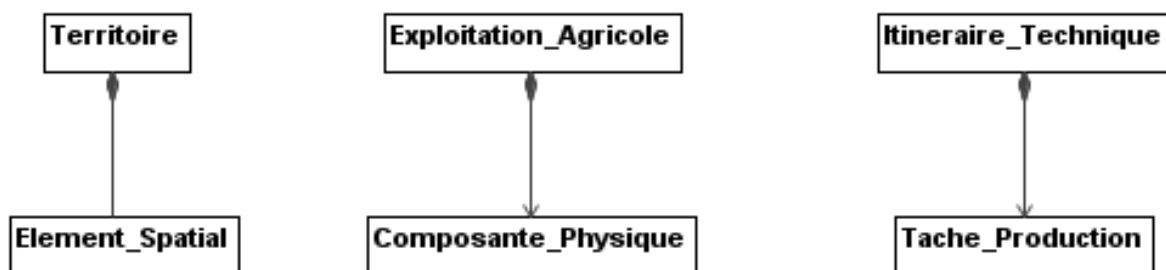 Territoire
Exploitation_Agricole
Itineraire_Technique
Element_Spatial
Composante_Physique
Tache_Production